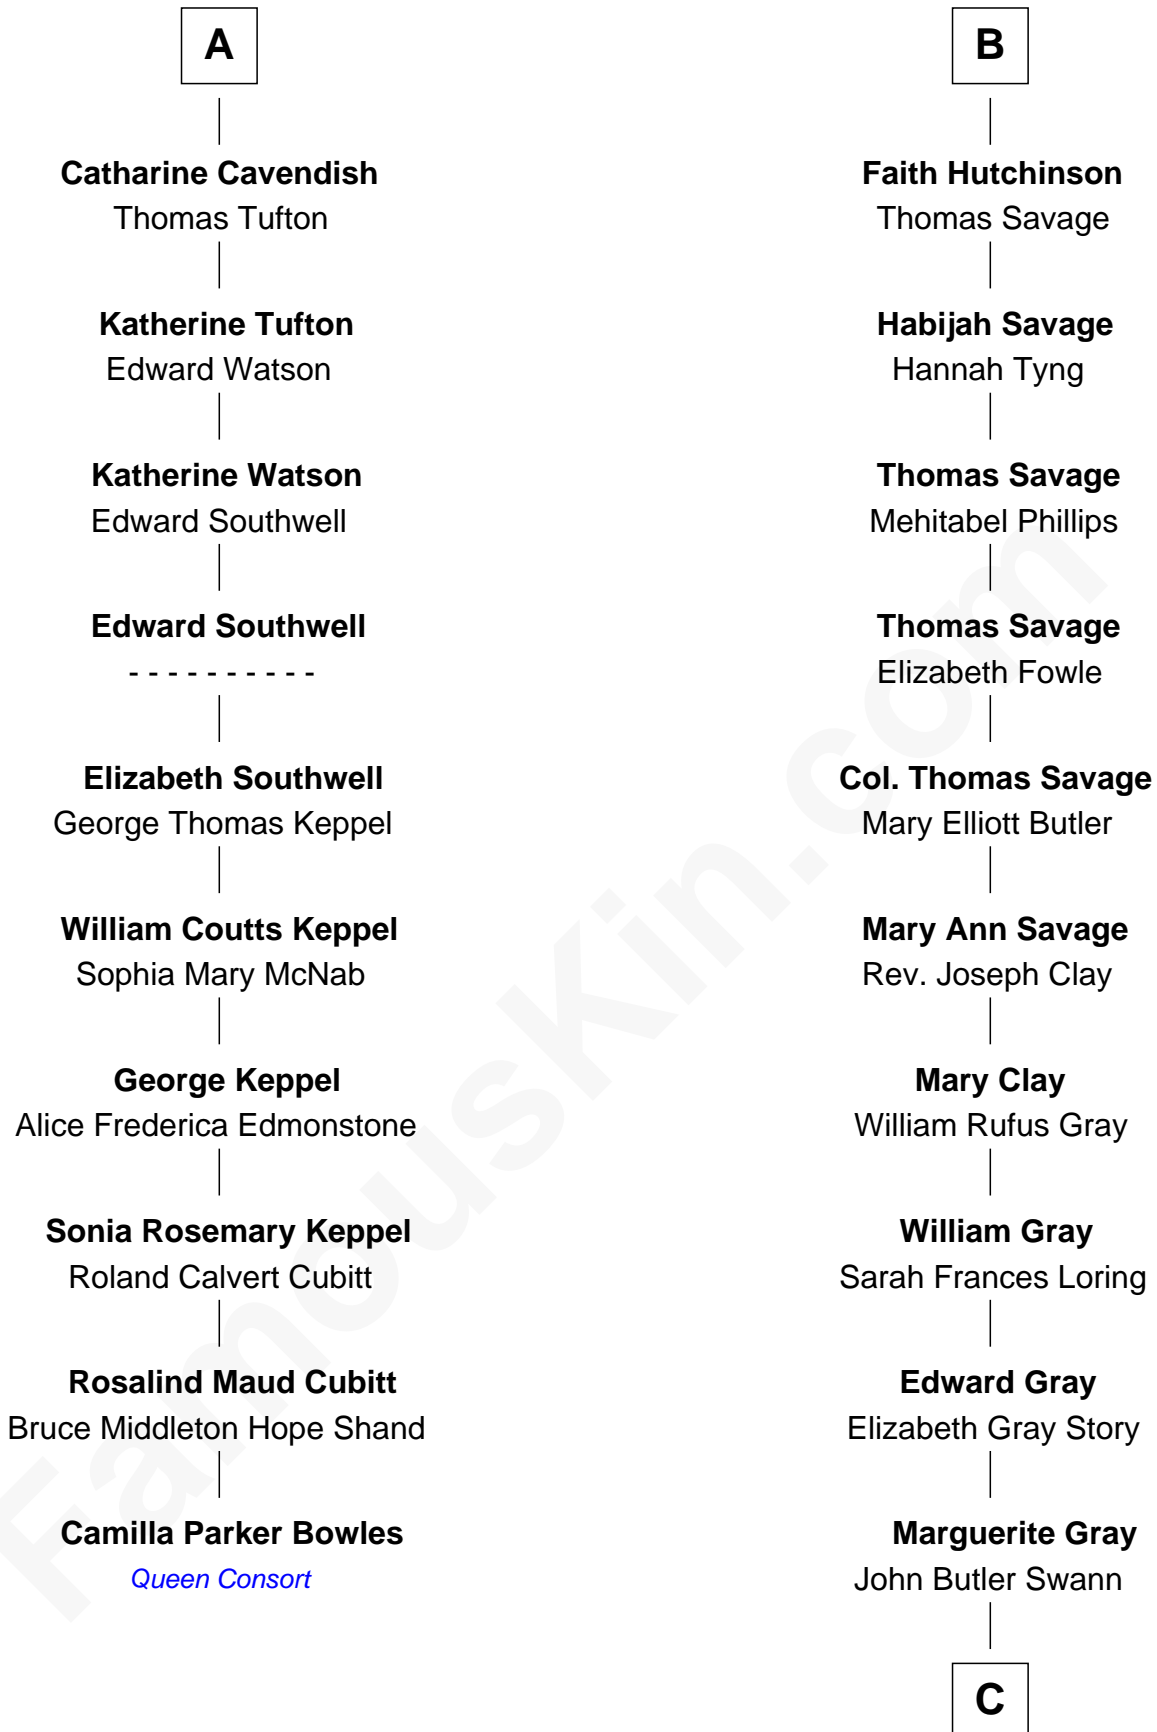 A
Catharine Cavendish
Thomas Tufton
Katherine Tufton
Edward Watson
Katherine Watson
Edward Southwell
Edward Southwell
- - - - - - - - - -
Elizabeth Southwell
George Thomas Keppel
William Coutts Keppel
Sophia Mary McNab
George Keppel
Alice Frederica Edmonstone
Sonia Rosemary Keppel
Roland Calvert Cubitt
Rosalind Maud Cubitt
Bruce Middleton Hope Shand
Camilla Parker Bowles
Queen Consort
B
Faith Hutchinson
Thomas Savage
Habijah Savage
Hannah Tyng
Thomas Savage
Mehitabel Phillips
Thomas Savage
Elizabeth Fowle
Col. Thomas Savage
Mary Elliott Butler
Mary Ann Savage
Rev. Joseph Clay
Mary Clay
William Rufus Gray
William Gray
Sarah Frances Loring
Edward Gray
Elizabeth Gray Story
Marguerite Gray
John Butler Swann
C
FamousKin.com